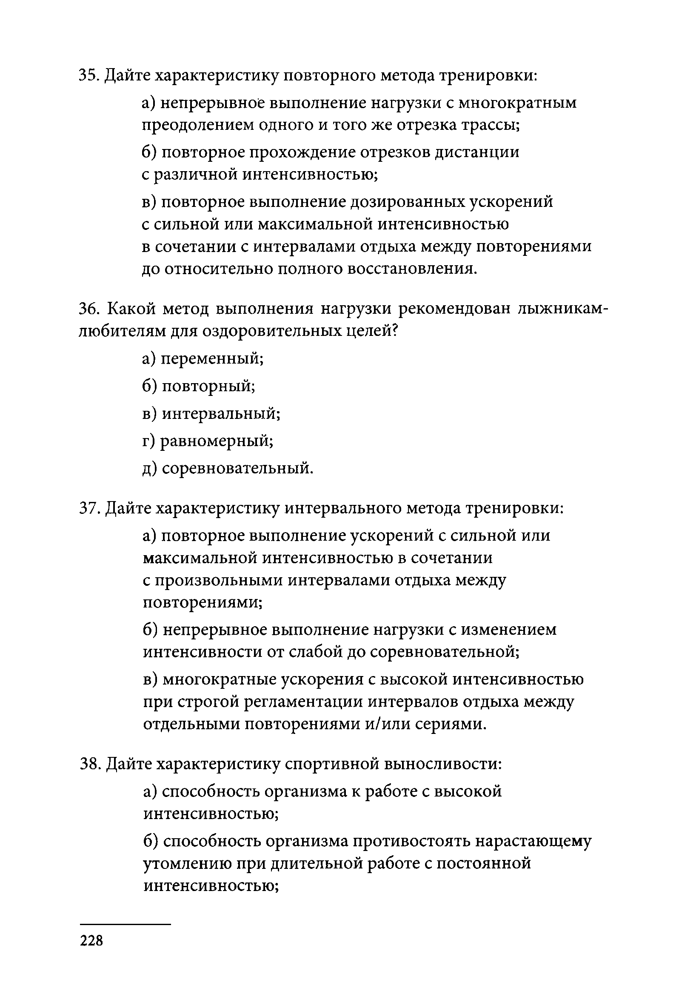 35. Дайте характеристику повторного метода тренировки:
а) непрерывное выполнение нагрузки с многократным
преодолением одного и того же отрезка трассы;
б) повторное прохождение отрезков дистанции
с различной интенсивностью;
в) повторное выполнение дозированных ускорений
с сильной или максимальной интенсивностью
в сочетании с интервалами отдыха между повторениями
до относительно полного восстановления.
36. Какой метод выполнения нагрузки рекомендован лыжникам-
любителям для оздоровительных целей?
а) переменный;
б) повторный;
в) интервальный;
г) равномерный;
д) соревновательный.
37. Дайте характеристику интервального метода тренировки:
а) повторное выполнение ускорений с сильной или
максимальной интенсивностью в сочетании
с произвольными интервалами отдыха между
повторениями;
б) непрерывное выполнение нагрузки с изменением
интенсивности от слабой до соревновательной;
в) многократные ускорения с высокой интенсивностью
при строгой регламентации интервалов отдыха между
отдельными повторениями и/или сериями.
38. Дайте характеристику спортивной выносливости:
а) способность организма к работе с высокой
интенсивностью;
б) способность организма противостоять нарастающему
утомлению при длительной работе с постоянной
интенсивностью;
228